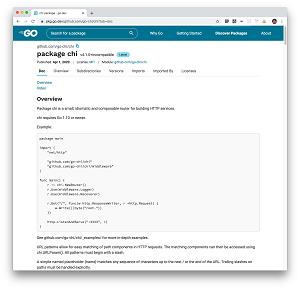 chi package · go.dev
pkg.go.dev/github.com/go-chi/chi?tab=doc
GO
Search for a package
Why Go
Getting Started
Discover Packages
About
github.com/go-chi/chi
package chi
v4.1.0+incompatible
Latest
Published: Apr 1, 2020 | License: MIT | Module: github.com/go-chi/chi
Doc
Overview
Subdirectories
Versions
Imports
Imported By
Licenses
Overview
Index
Overview
Package chi is a small, idiomatic and composable router for building HTTP services.
chi requires Go 1.10 or newer.
Example:
package main
import (
"net/http"
"github.com/go-chi/chi"
"github.com/go-chi/chi/middleware"
)
func main() {
r := chi.NewRouter()
r.Use(middleware.Logger)
r.Use(middleware.Recoverer)
r.Get("/", func(w http.ResponseWriter, r *http.Request) {
w.Write([]byte("root."))
})
http.ListenAndServe(":3333", r)
}
See github.com/go-chi/chi/_examples/ for more in-depth examples.
URL patterns allow for easy matching of path components in HTTP requests. The matching components can then be accessed using
chi.URLParam(). All patterns must begin with a slash.
A simple named placeholder {name} matches any sequence of characters up to the next / or the end of the URL. Trailing slashes on
paths must be handled explicitly.